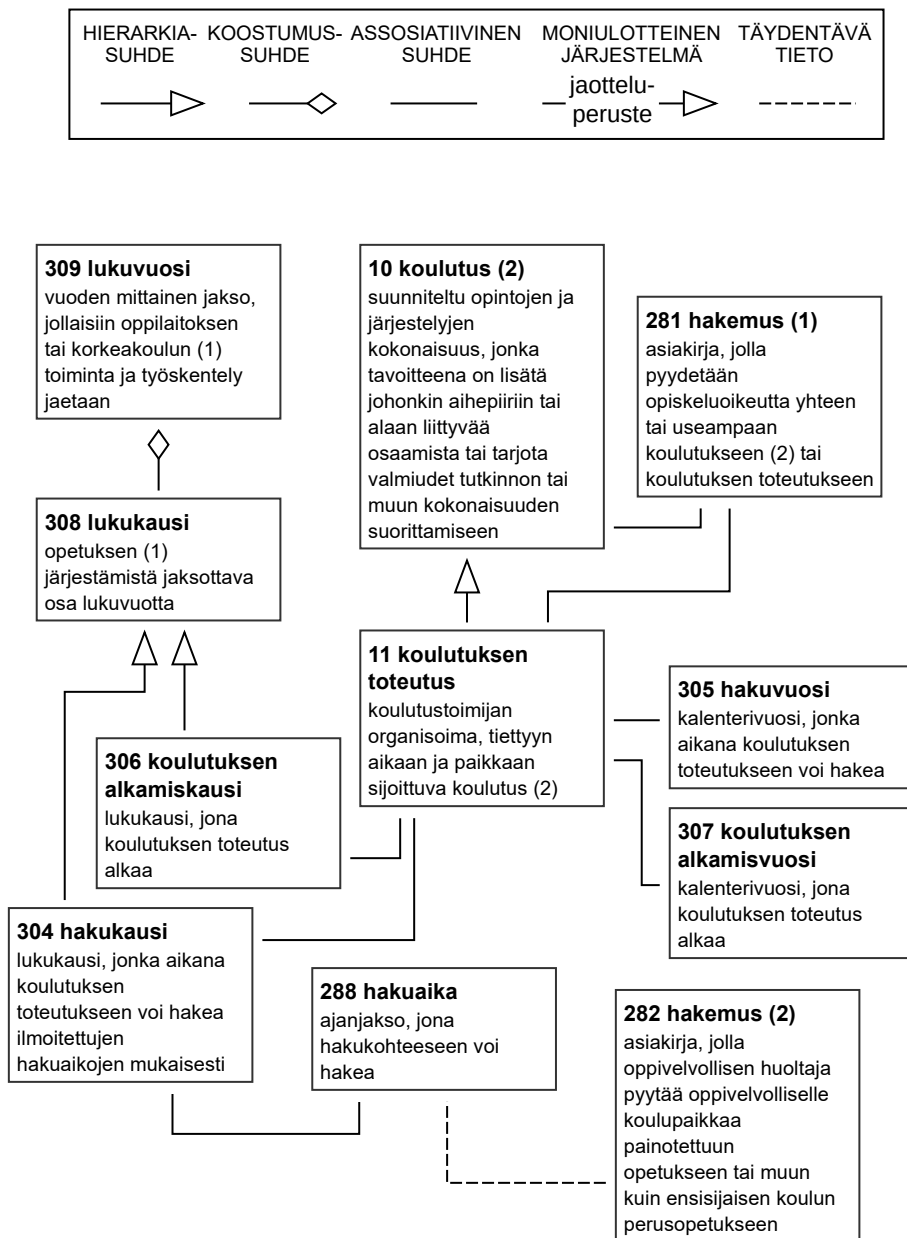 HIERARKIA-
SUHDE
KOOSTUMUS-
SUHDE
ASSOSIATIIVINEN
SUHDE
MONIULOTTEINEN
JÄRJESTELMÄ
jaottelu-
peruste
TÄYDENTÄVÄ
TIETO
309 lukuvuosi
vuoden mittainen jakso,
jollaisiin oppilaitoksen
tai korkeakoulun (1)
toiminta ja työskentely
jaetaan
10 koulutus (2)
suunniteltu opintojen ja
järjestelyjen
kokonaisuus, jonka
tavoitteena on lisätä
johonkin aihepiiriin tai
alaan liittyvää
osaamista tai tarjota
valmiudet tutkinnon tai
muun kokonaisuuden
suorittamiseen
281 hakemus (1)
asiakirja, jolla
pyydetään
opiskeluoikeutta yhteen
tai useampaan
koulutukseen (2) tai
koulutuksen toteutukseen
308 lukukausi
opetuksen (1)
järjestämistä jaksottava
osa lukuvuotta
11 koulutuksen
toteutus
koulutustoimijan
organisoima, tiettyyn
aikaan ja paikkaan
sijoittuva koulutus (2)
305 hakuvuosi
kalenterivuosi, jonka
aikana koulutuksen
toteutukseen voi hakea
306 koulutuksen
alkamiskausi
lukukausi, jona
koulutuksen toteutus
alkaa
307 koulutuksen
alkamisvuosi
kalenterivuosi, jona
koulutuksen toteutus
alkaa
304 hakukausi
lukukausi, jonka aikana
koulutuksen
toteutukseen voi hakea
ilmoitettujen
hakuaikojen mukaisesti
288 hakuaika
ajanjakso, jona
hakukohteeseen voi
hakea
282 hakemus (2)
asiakirja, jolla
oppivelvollisen huoltaja
pyytää oppivelvolliselle
koulupaikkaa
painotettuun
opetukseen tai muun
kuin ensisijaisen koulun
perusopetukseen